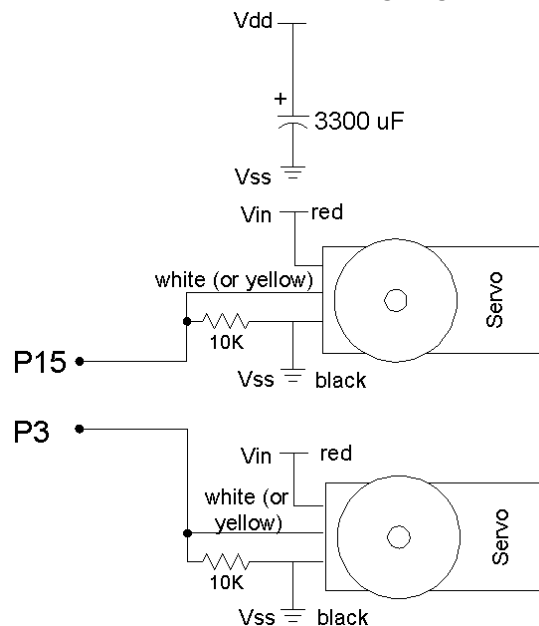 Vdd
+
3300 uF
Vss
Vin red
white (or yellow)
Servo
10K
P15
Vss black
P3
Vin red
white (or
yellow)
Servo
10K
Vss black